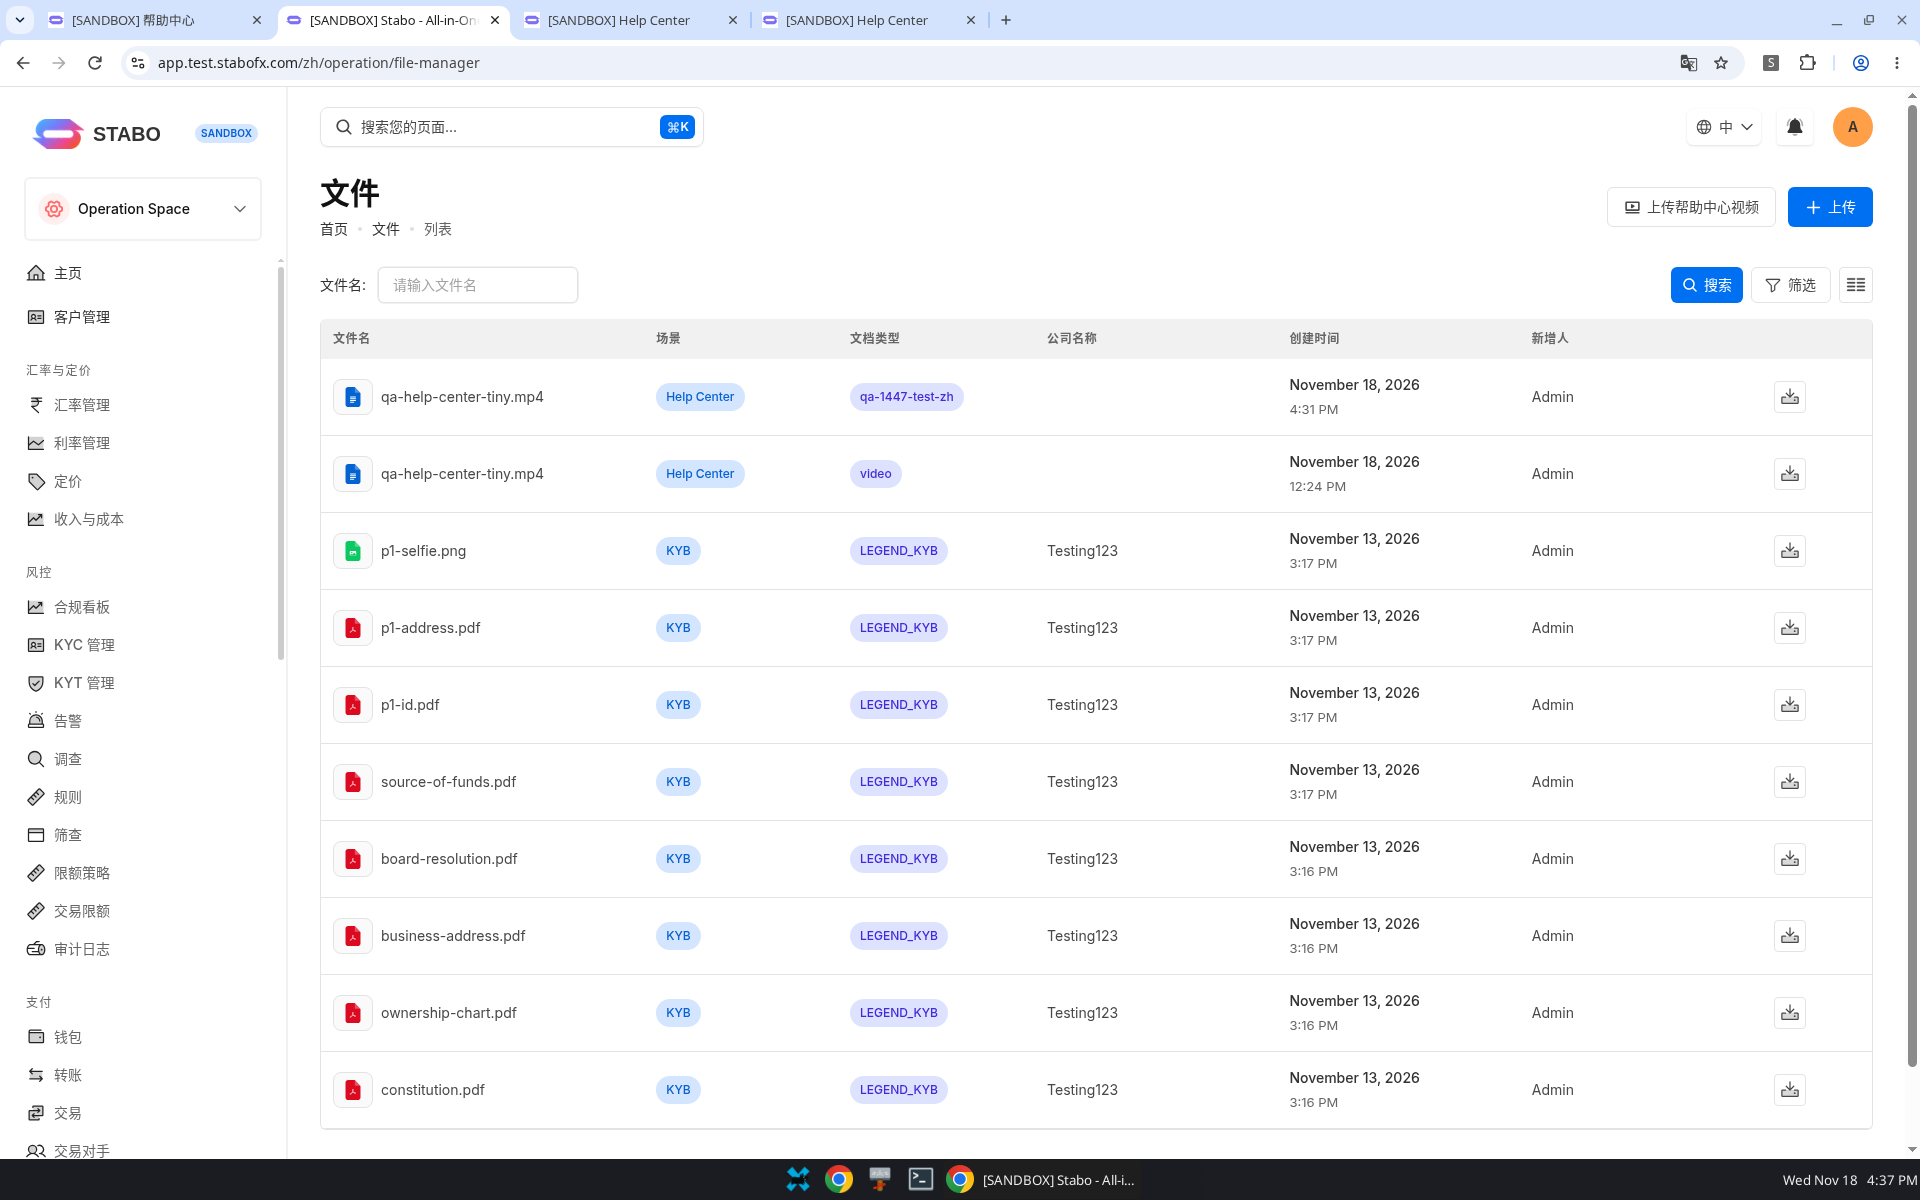 [SANDBOX] 帮助中心
[SANDBOX] Stabo - All-in-On
[SANDBOX] Help Center
[SANDBOX] Help Center
app.test.stabofx.com/zh/operation/file-manager
S
STABO
SANDBOX
搜索您的页面...
⌘K
中
A
Operation Space
文件
首页 • 文件 • 列表
上传帮助中心视频
上传
主页
客户管理
汇率与定价
汇率管理
利率管理
定价
收入与成本
风控
合规看板
KYC 管理
KYT 管理
告警
调查
规则
筛查
限额策略
交易限额
审计日志
支付
钱包
转账
交易
交易对手
文件名:
请输入文件名
搜索
筛选
文件名 场景 文档类型 公司名称 创建时间 新增人
qa-help-center-tiny.mp4 Help Center qa-1447-test-zh November 18, 2026 4:31 PM Admin
qa-help-center-tiny.mp4 Help Center video November 18, 2026 12:24 PM Admin
p1-selfie.png KYB LEGEND_KYB Testing123 November 13, 2026 3:17 PM Admin
p1-address.pdf KYB LEGEND_KYB Testing123 November 13, 2026 3:17 PM Admin
p1-id.pdf KYB LEGEND_KYB Testing123 November 13, 2026 3:17 PM Admin
source-of-funds.pdf KYB LEGEND_KYB Testing123 November 13, 2026 3:17 PM Admin
board-resolution.pdf KYB LEGEND_KYB Testing123 November 13, 2026 3:16 PM Admin
business-address.pdf KYB LEGEND_KYB Testing123 November 13, 2026 3:16 PM Admin
ownership-chart.pdf KYB LEGEND_KYB Testing123 November 13, 2026 3:16 PM Admin
constitution.pdf KYB LEGEND_KYB Testing123 November 13, 2026 3:16 PM Admin
[SANDBOX] Stabo - All-i...
Wed Nov 18 4:37 PM